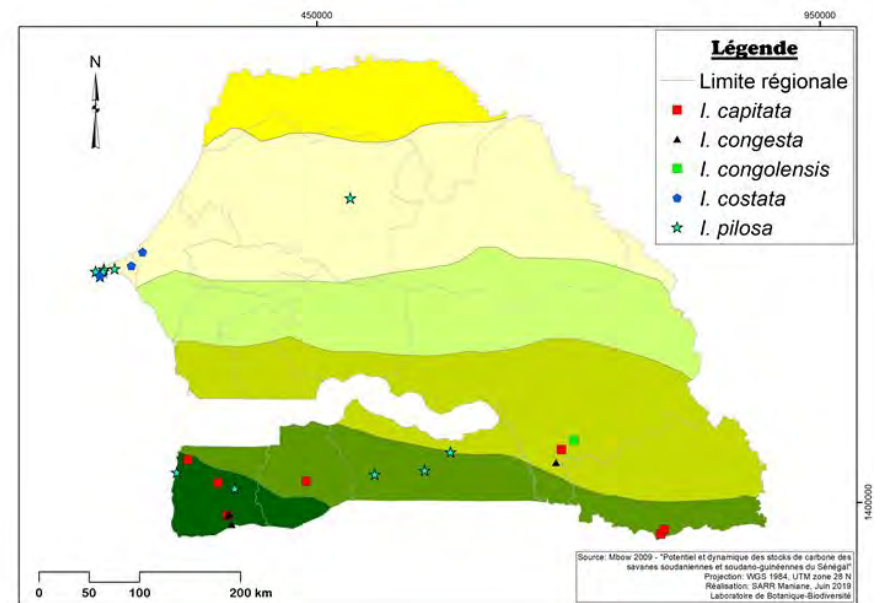 450000
950000
N
Légende
Limite régionale
I. capitata
I. congesta
I. congolensis
I. costata
I. pilosa
1400000
0 50 100 200 km
Source: Mbow 2009 - "Potentiel et dynamique des stocks de carbone des
savanes soudaniennes et soudano-guinéennes du Sénégal"
Projection: WGS 1984, UTM zone 28 N
Réalisation: SARR Maniane, Juin 2019
Laboratoire de Botanique-Biodiversité